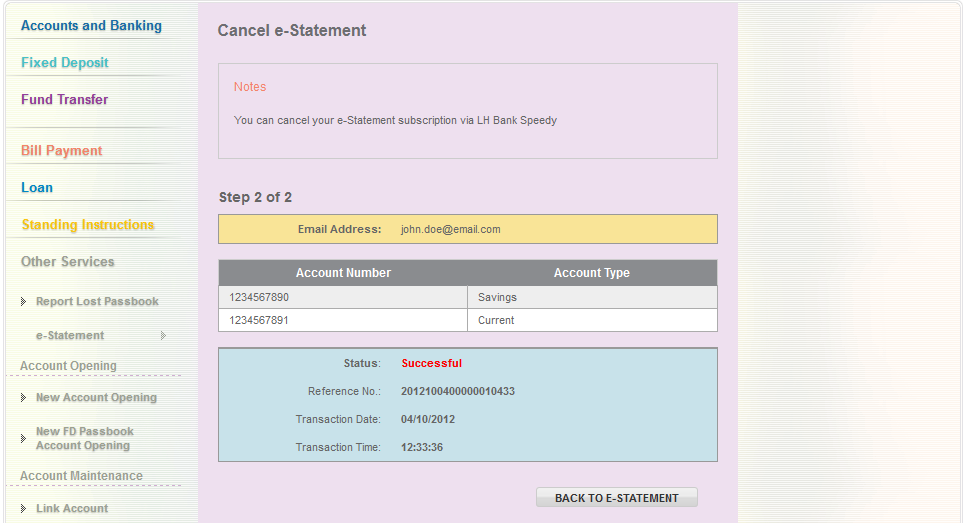 Accounts and Banking
Fixed Deposit
Fund Transfer
Bill Payment
Loan
Standing Instructions
Other Services
Report Lost Passbook
e-Statement
Account Opening
New Account Opening
New FD Passbook
Account Opening
Account Maintenance
Link Account
Cancel e-Statement
Notes
You can cancel your e-Statement subscription via LH Bank Speedy
Step 2 of 2
Email Address: john.doe@email.com
Account Number Account Type
1234567890 Savings
1234567891 Current
Status: Successful
Reference No.: 2012100400000010433
Transaction Date: 04/10/2012
Transaction Time: 12:33:36
BACK TO E-STATEMENT